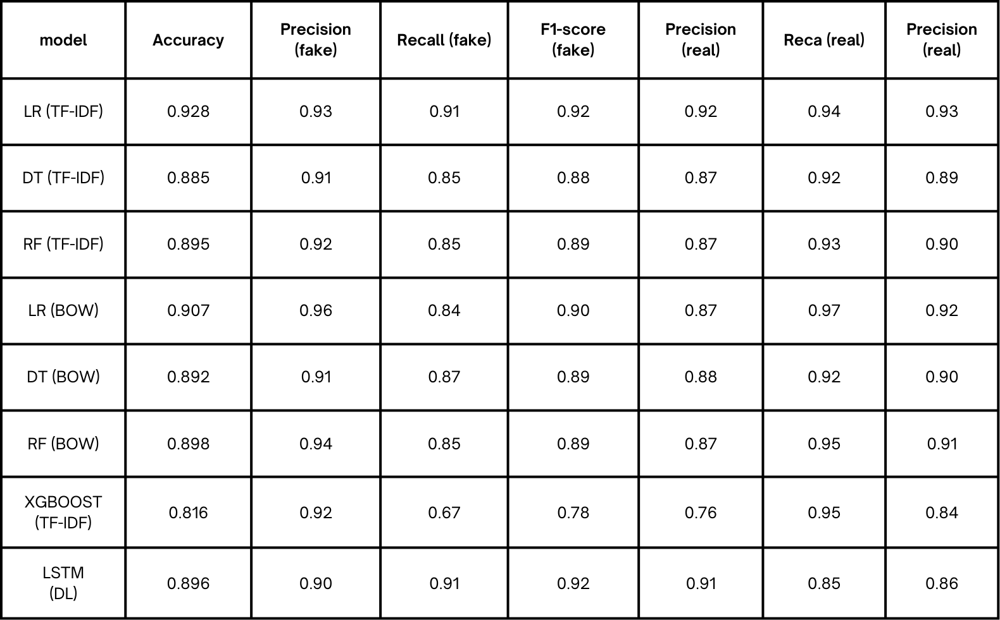 model Accuracy Precision (fake) Recall (fake) F1-score (fake) Precision (real) Reca (real) Precision (real)
LR (TF-IDF) 0.928 0.93 0.91 0.92 0.92 0.94 0.93
DT (TF-IDF) 0.885 0.91 0.85 0.88 0.87 0.92 0.89
RF (TF-IDF) 0.895 0.92 0.85 0.89 0.87 0.93 0.90
LR (BOW) 0.907 0.96 0.84 0.90 0.87 0.97 0.92
DT (BOW) 0.892 0.91 0.87 0.89 0.88 0.92 0.90
RF (BOW) 0.898 0.94 0.85 0.89 0.87 0.95 0.91
XGBOOST (TF-IDF) 0.816 0.92 0.67 0.78 0.76 0.95 0.84
LSTM (DL) 0.896 0.90 0.91 0.92 0.91 0.85 0.86